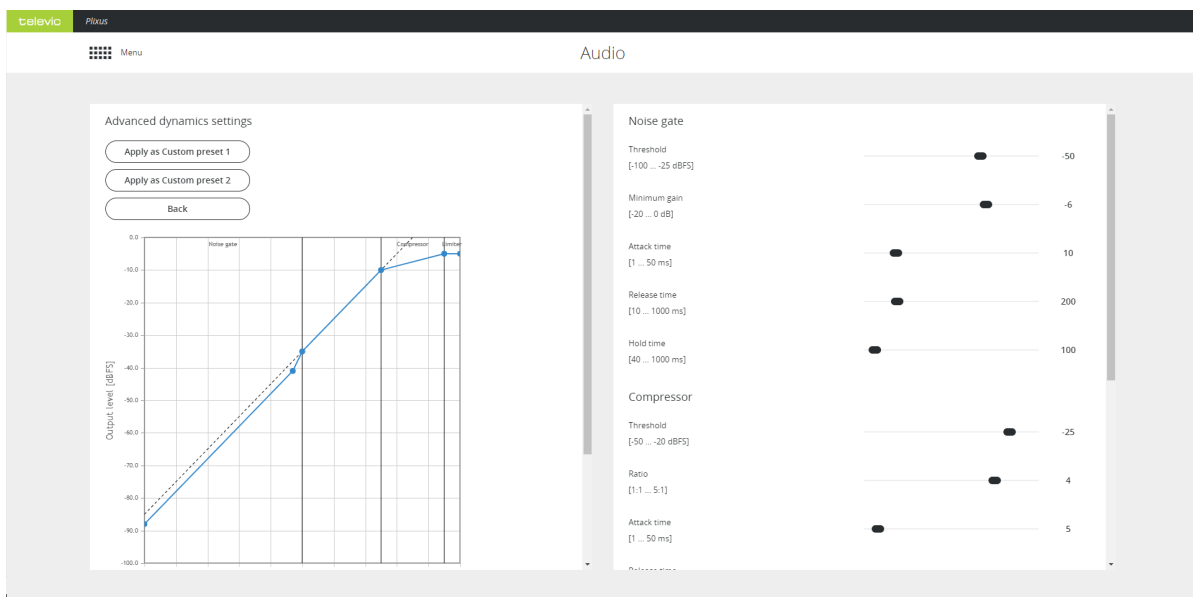 televic Plixus
Menu
Audio
Advanced dynamics settings
Apply as Custom preset 1
Apply as Custom preset 2
Back
Noise gate
Compressor
Limiter
0.0
-10.0
-20.0
-30.0
-40.0
-60.0
-70.0
-80.0
-90.0
-100.0
Output level [dBFS]
-60.0
Noise gate
Threshold
[-100 ... -25 dBFS]
-50
Minimum gain
[-20 ... 0 dB]
-6
Attack time
[1 ... 50 ms]
10
Release time
[10 ... 1000 ms]
200
Hold time
[40 ... 1000 ms]
100
Compressor
Threshold
[-50 ... -20 dBFS]
-25
Ratio
[1:1 ... 5:1]
4
Attack time
[1 ... 50 ms]
5